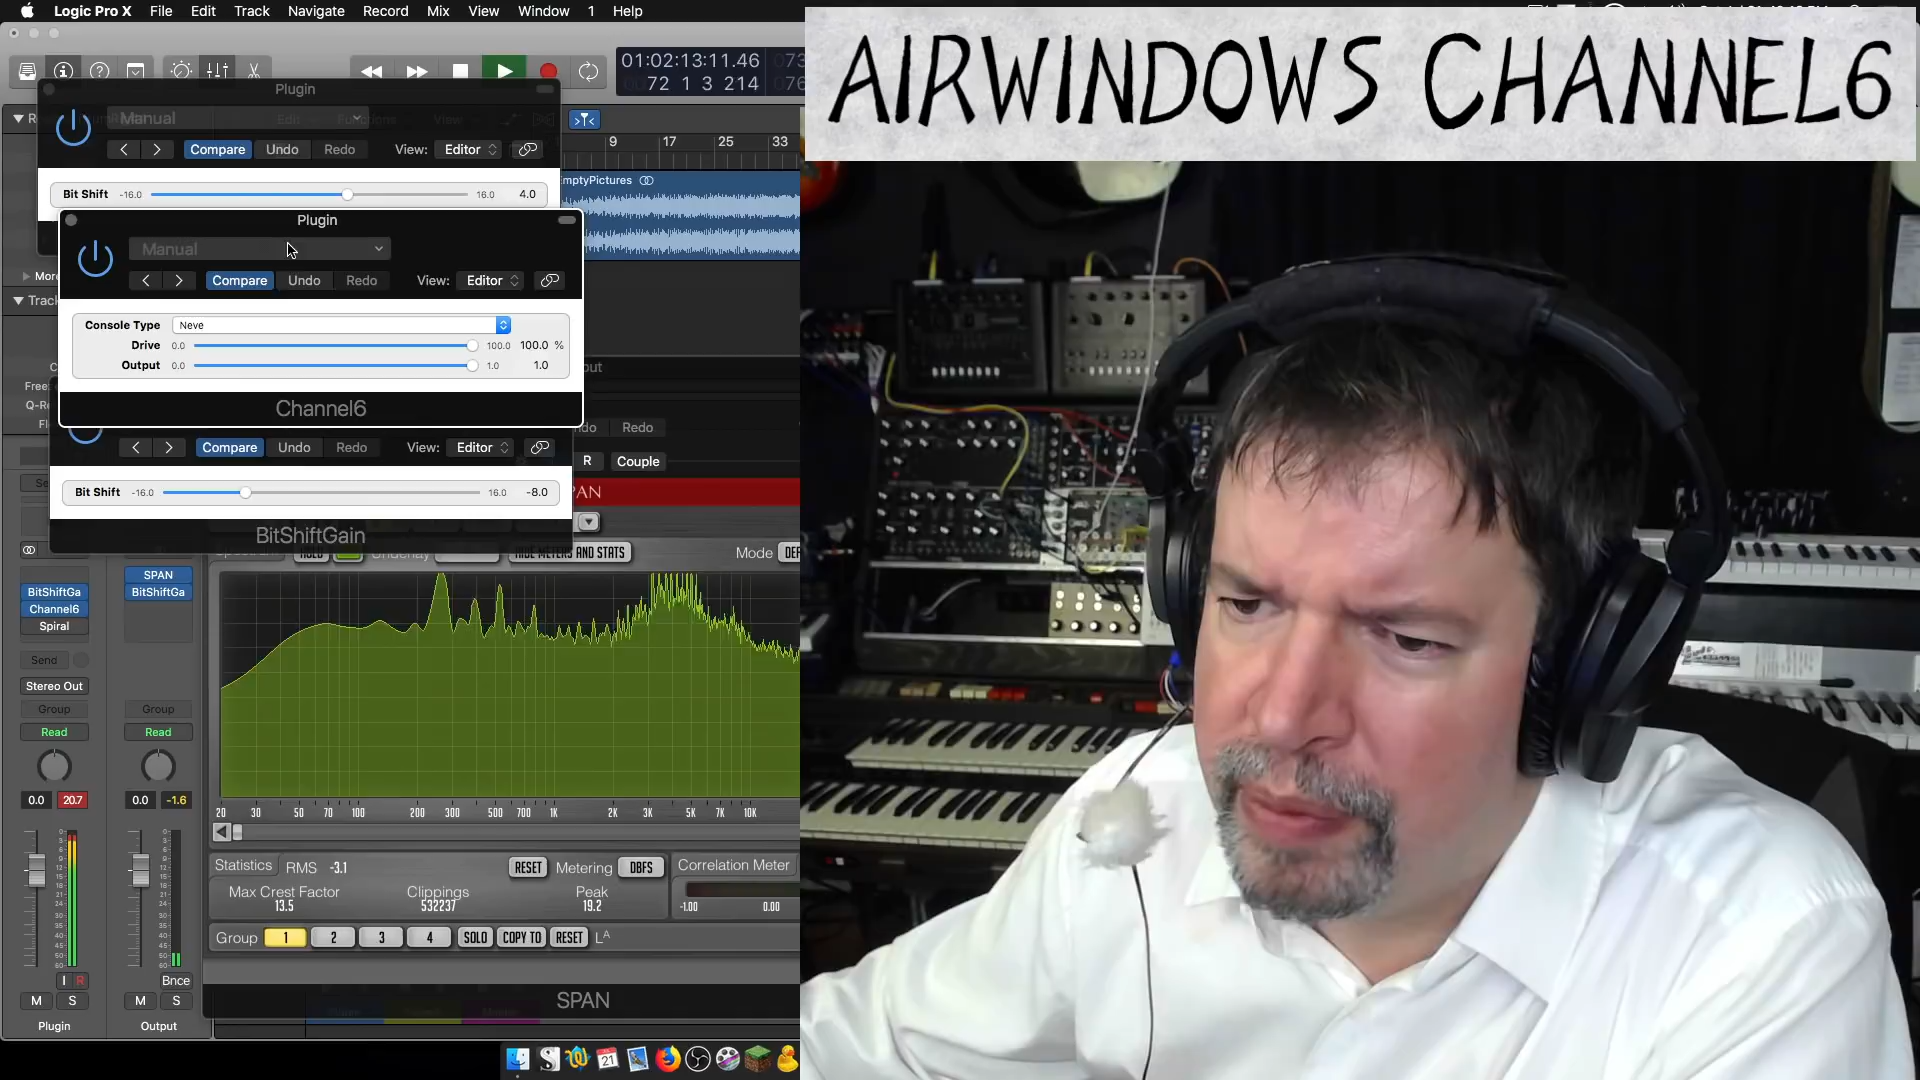 Logic Pro X File Edit Track Navigate Record Mix View Window 1 Help
AIRWINDOWS CHANNEL6
01:02:13:11.46
72 1 3 214
Plugin
Manual
Compare Undo Redo View: Editor
9 17 25 33
Bit Shift -16.0 16.0 4.0
EmptyPictures
Plugin
Manual
Compare Undo Redo View: Editor
Console Type Neve
Drive 0.0 100.0 100.0 %
Output 0.0 1.0 1.0
Channel6
Compare Undo Redo View: Editor
Redo
R Couple
Bit Shift -16.0 16.0 -8.0
BitShiftGain
HIDE METERS AND STATS Mode
SPAN
BitShiftGa BitShiftGa
Channel6
Spiral
Send
Stereo Out
Group Group
Read Read
0.0 20.7 0.0 -1.6
20 30 50 70 100 200 300 500 700 1K 2K 3K 5K 7K 10K
Statistics RMS -3.1 RESET Metering DBFS Correlation Meter
Max Crest Factor Clippings Peak
13.5 532237 19.2 -1.00 0.00
Group 1 2 3 4 SOLO COPY TO RESET L A
I R Bnce
M S M S
SPAN
Plugin Output
21